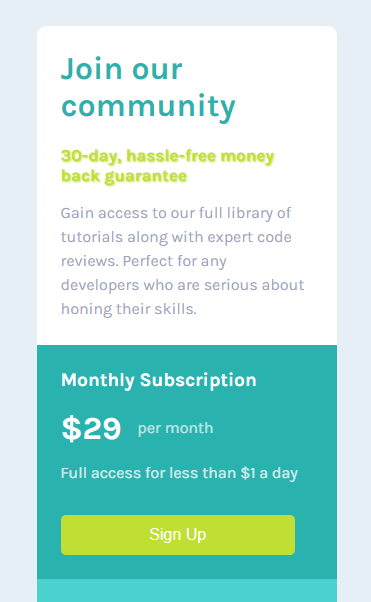 Join our
community
30-day, hassle-free money
back guarantee
Gain access to our full library of
tutorials along with expert code
reviews. Perfect for any
developers who are serious about
honing their skills.
Monthly Subscription
$29 per month
Full access for less than $1 a day
Sign Up